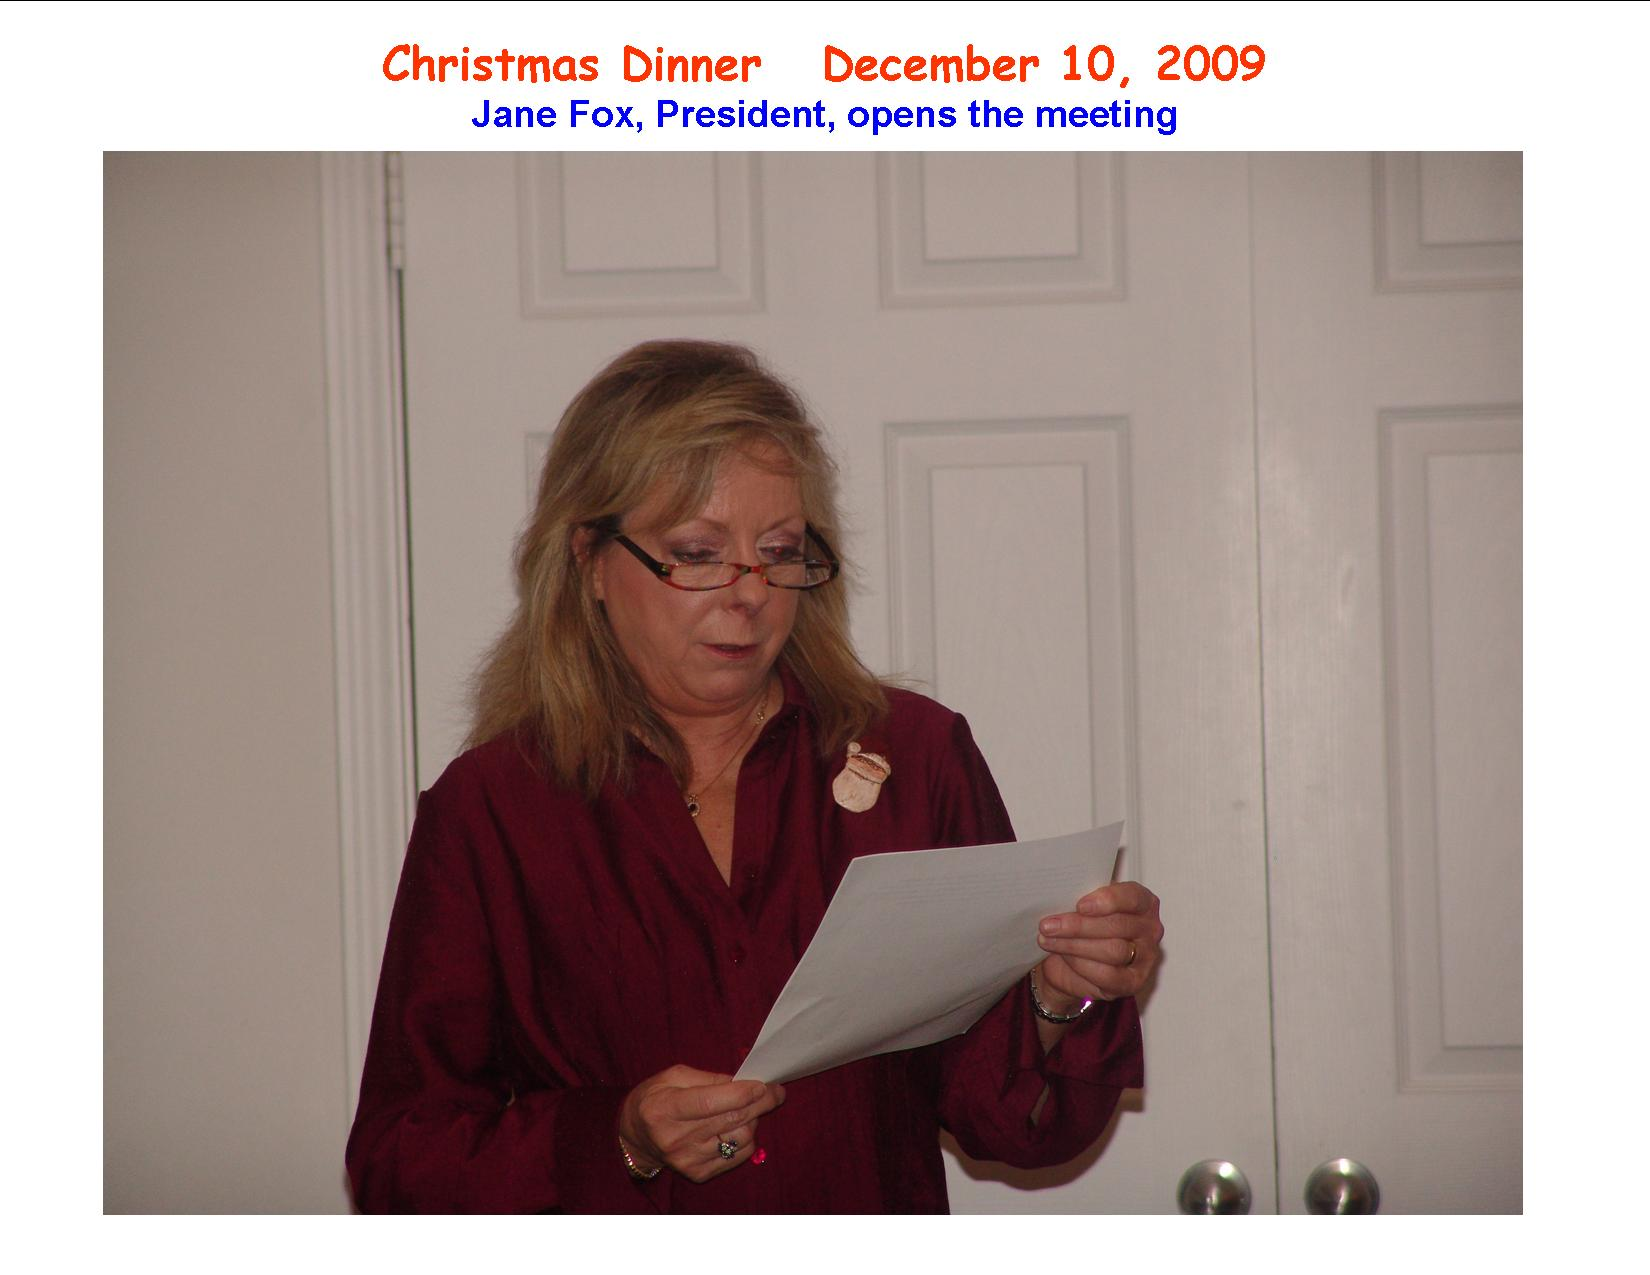 Christmas Dinner December 10, 2009
Jane Fox, President, opens the meeting